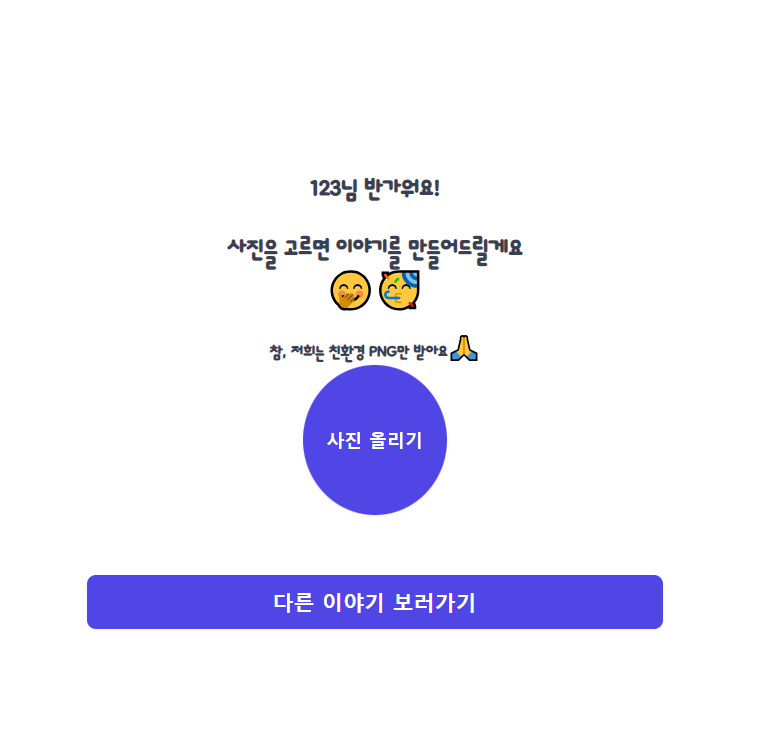 123님 반가워요!
사진을 고르면 이야기를 만들어드릴게요
🤭🥳
참, 저희는 친환경 PNG만 받아요🙏
사진 올리기
다른 이야기 보러가기